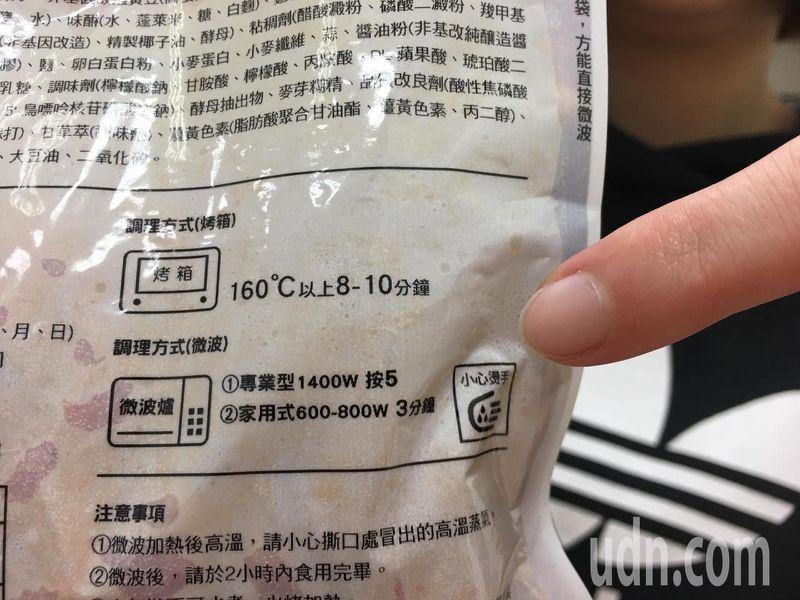 水)、味醂(水、蓬萊米、糖、白麴)
、粘稠劑(醋酸澱粉、磷酸二澱粉、羧甲基
(非基因改造)、精製椰子油、酵母)、
卵白蛋白粉、小麥蛋白、小麥纖維、蒜、醬油粉(非基改純釀造醬
乳糖、調味劑(檸檬酸鈉、甘胺酸、檸檬酸、丙胺酸、DL-蘋果酸、琥珀酸二
酵母抽出物、麥芽糊精、品質改良劑(酸性焦磷酸
薑黃色素(脂肪酸聚合甘油酯、薑黃色素、丙二醇)、
、大豆油、二氧化矽。
袋,方能直接微波
調理方式(烤箱)
烤箱
160℃以上8-10分鐘
、月、日)
調理方式(微波)
微波爐
①專業型1400W 按5
②家用式600-800W 3分鐘
小心燙手
注意事項
①微波加熱後高溫,請小心撕口處冒出的高溫蒸氣
②微波後,請於2小時內食用完畢。
udn.com